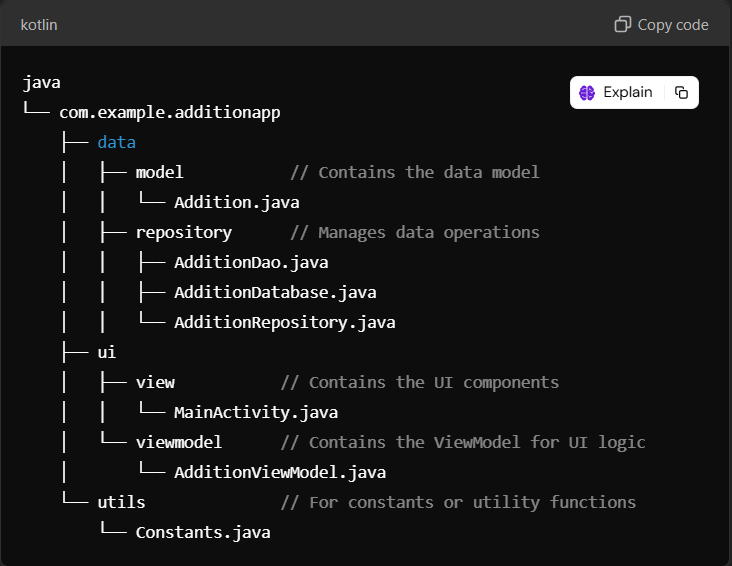 kotlin Copy code
java
Explain
└── com.example.additionapp
├── data
│ ├── model // Contains the data model
│ │ └── Addition.java
│ ├── repository // Manages data operations
│ │ ├── AdditionDao.java
│ │ ├── AdditionDatabase.java
│ │ └── AdditionRepository.java
├── ui
│ ├── view // Contains the UI components
│ │ └── MainActivity.java
│ └── viewmodel // Contains the ViewModel for UI logic
│ └── AdditionViewModel.java
└── utils // For constants or utility functions
└── Constants.java